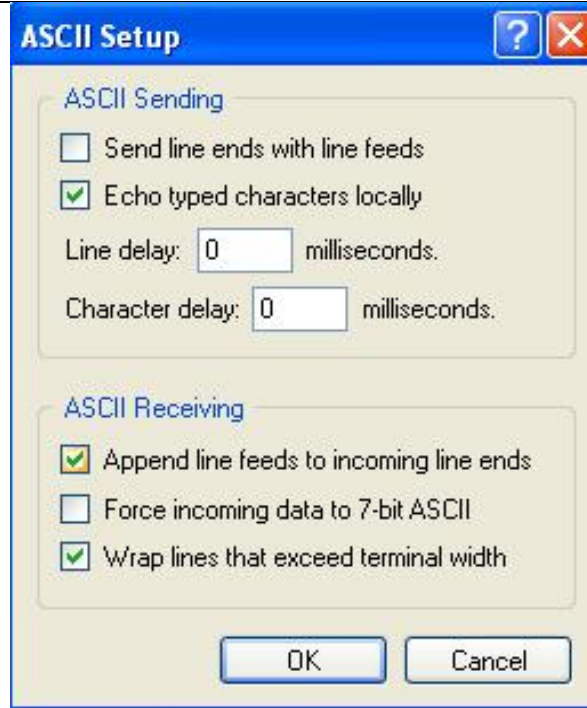 ASCII Setup
?
ASCII Sending
Send line ends with line feeds
Echo typed characters locally
Line delay: 0 milliseconds.
Character delay: 0 milliseconds.
ASCII Receiving
Append line feeds to incoming line ends
Force incoming data to 7-bit ASCII
Wrap lines that exceed terminal width
OK Cancel